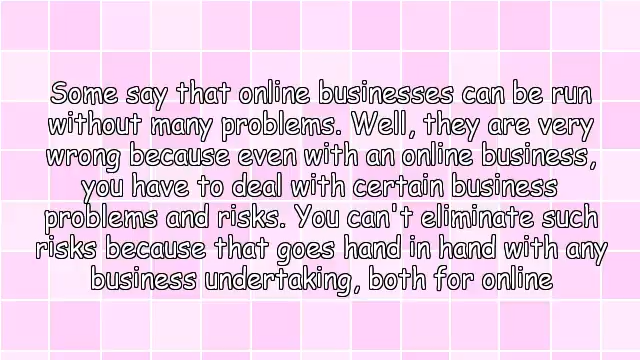 Some say that online businesses can be run
without many problems. Well, they are very
wrong because even with an online business,
you have to deal with certain business
problems and risks. You can't eliminate such
risks because that goes hand in hand with any
business undertaking, both for online